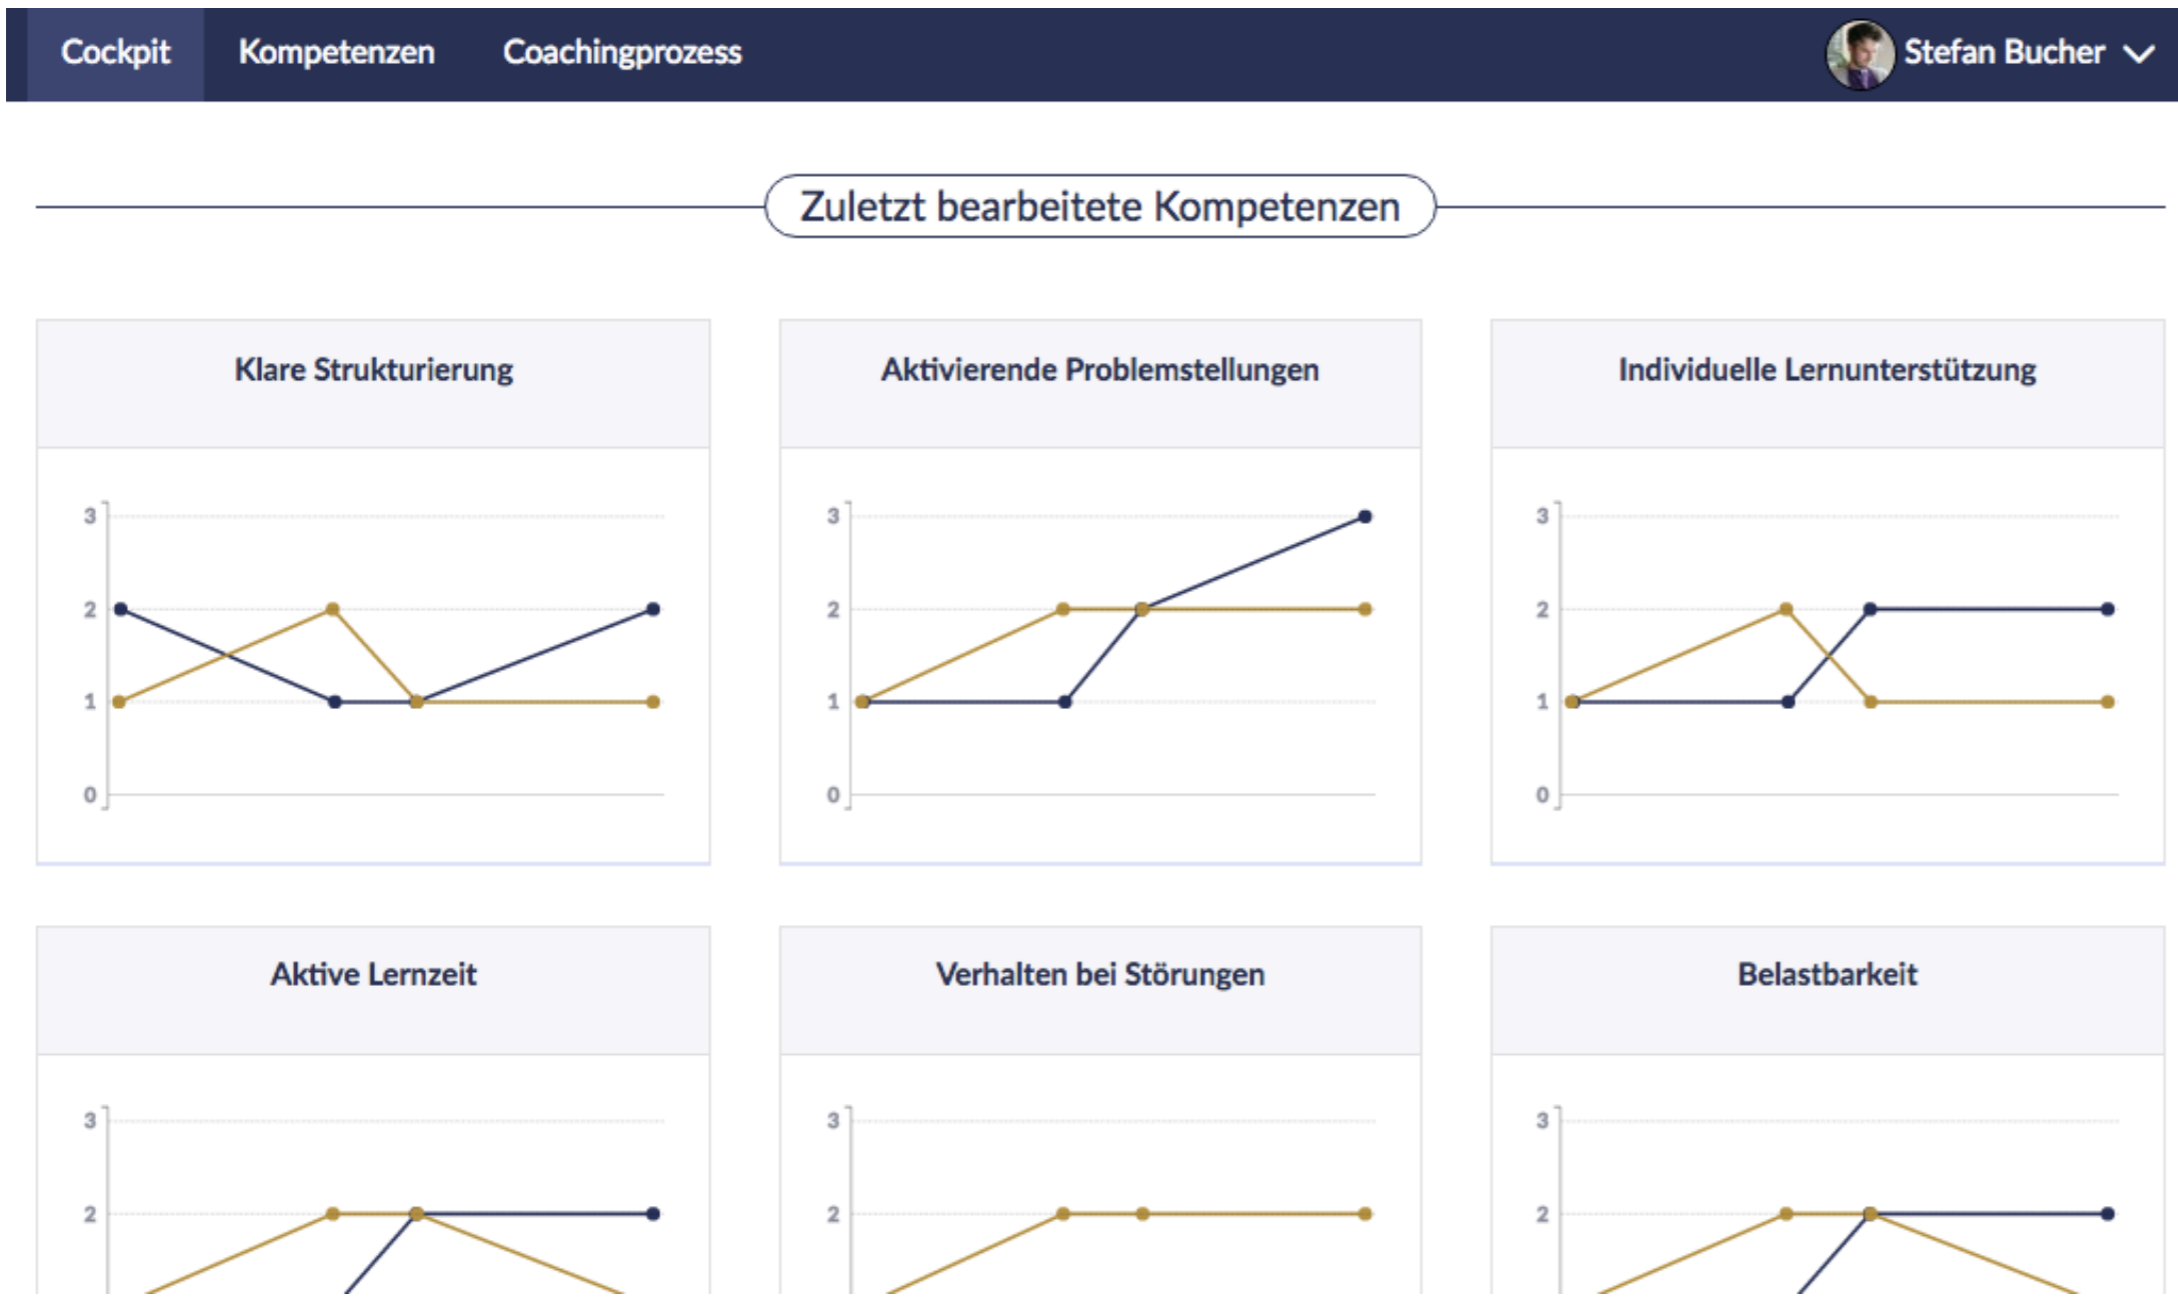 Cockpit Kompetenzen Coachingprozess Stefan Bucher
Zuletzt bearbeitete Kompetenzen
Klare Strukturierung
3
2
1
0
Aktivierende Problemstellungen
3
2
1
0
Individuelle Lernunterstützung
3
2
1
0
Aktive Lernzeit
3
2
Verhalten bei Störungen
3
2
Belastbarkeit
3
2